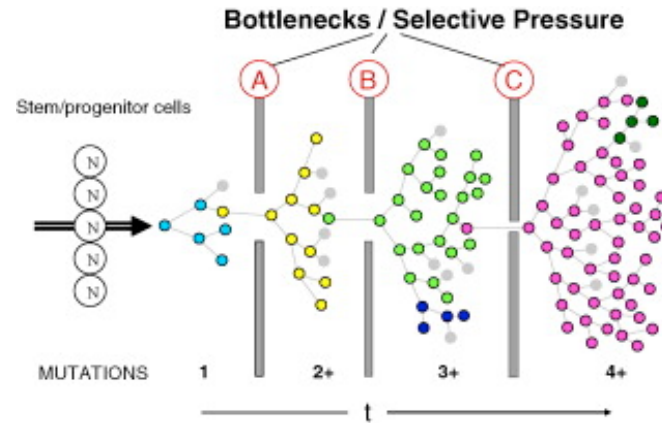 Bottlenecks / Selective Pressure
A B C
Stem/progenitor cells
N
N
N
N
N
MUTATIONS 1 2+ 3+ 4+
t